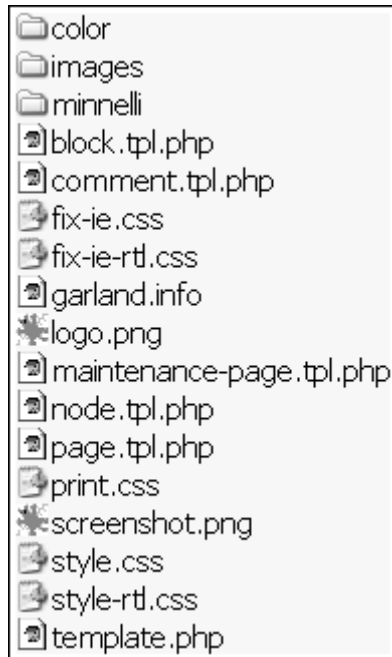 color
images
minnelli
block.tpl.php
comment.tpl.php
fix-ie.css
fix-ie-rtl.css
garland.info
logo.png
maintenance-page.tpl.php
node.tpl.php
page.tpl.php
print.css
screenshot.png
style.css
style-rtl.css
template.php